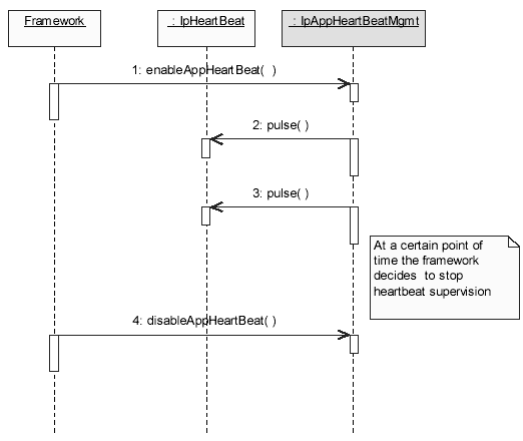 Framework
: IpHeartBeat
: IpAppHeartBeatMgmt
1: enableAppHeartBeat( )
2: pulse( )
3: pulse( )
At a certain point of
time the framework
decides to stop
heartbeat supervision
4: disableAppHeartBeat( )